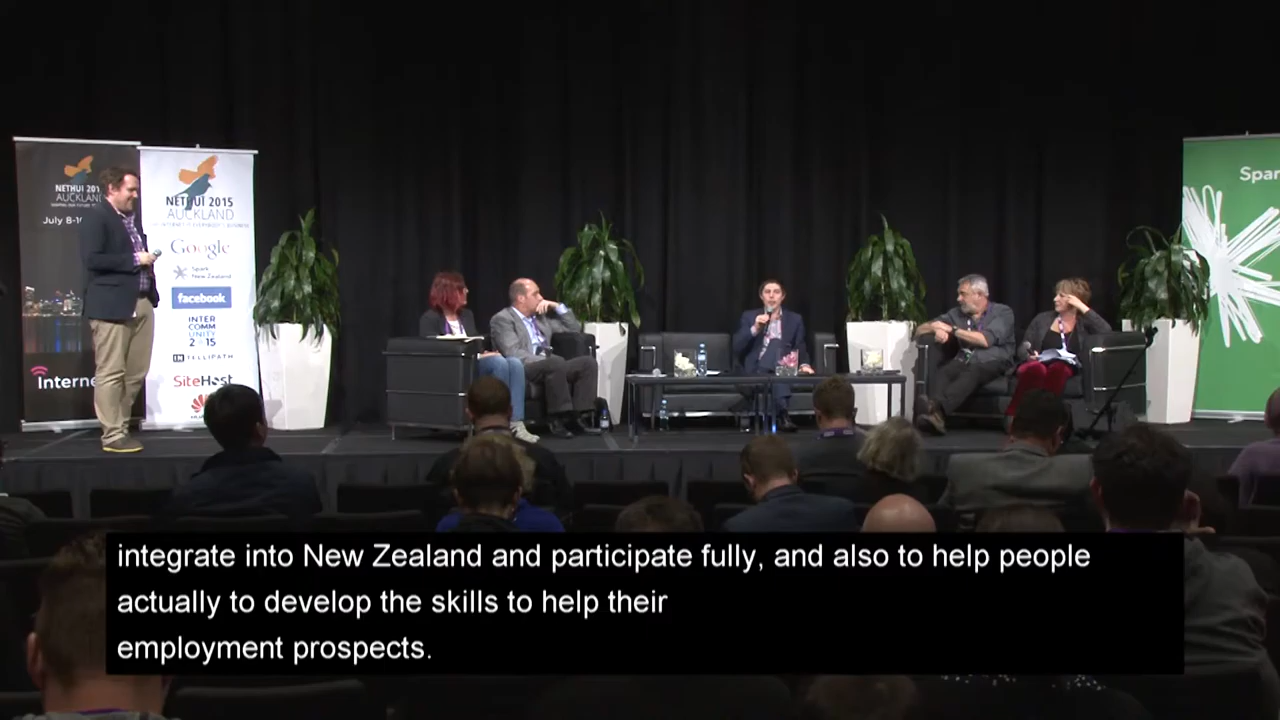 NETHUI 201
AUCKLAND
July 8-1
Interne
NETHUI 2015
AUCKLAND
Google
Spark
New Zealand
facebook
INTER
COMM
UNITY
2015
TELLIPATH
SiteHost
Spar
integrate into New Zealand and participate fully, and also to help people
actually to develop the skills to help their
employment prospects.